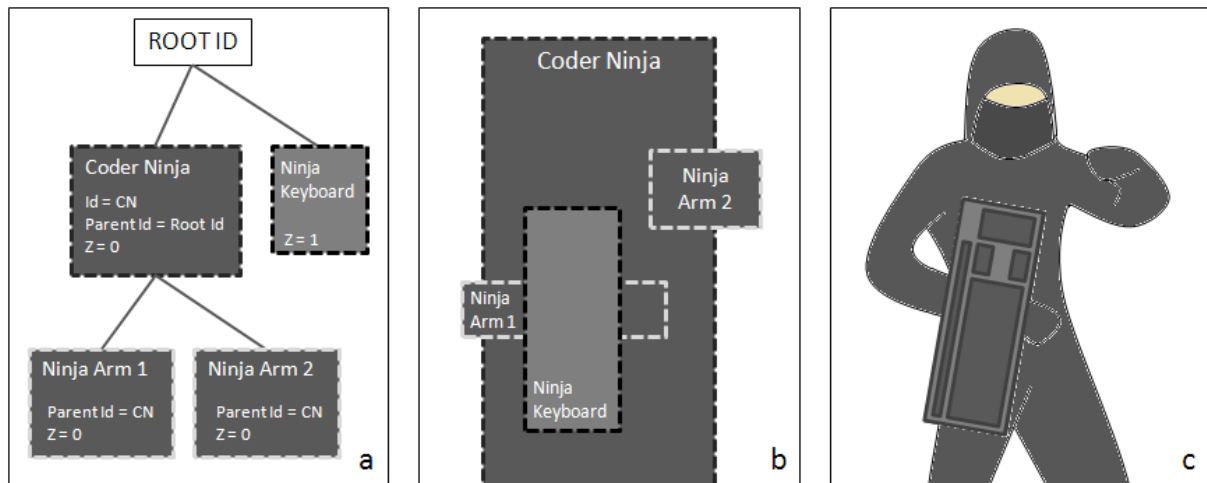 ROOT ID
Coder Ninja
Id = CN
Parent Id = Root Id
Z = 0
Ninja
Keyboard
Z = 1
Ninja Arm 1
Parent Id = CN
Z = 0
Ninja Arm 2
Parent Id = CN
Z = 0
a
Coder Ninja
Ninja
Arm 2
Ninja
Arm 1
Ninja
Keyboard
b
c